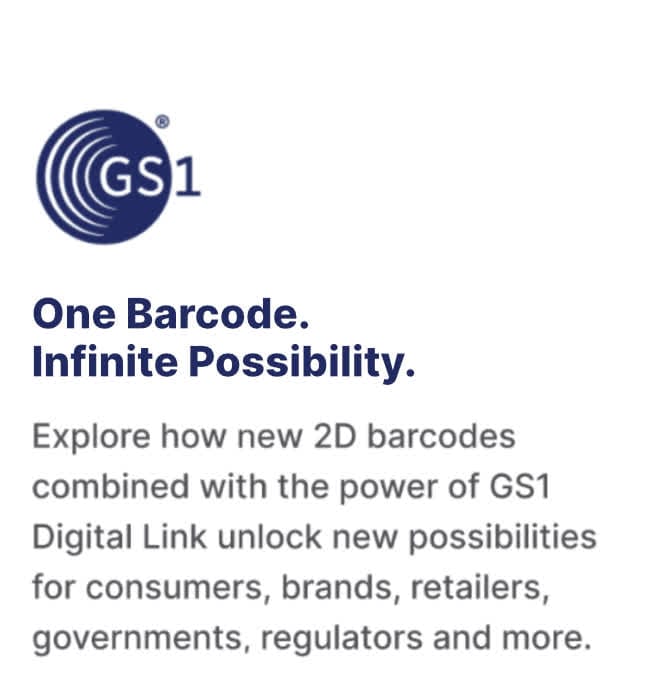 GS1®
One Barcode.
Infinite Possibility.
Explore how new 2D barcodes
combined with the power of GS1
Digital Link unlock new possibilities
for consumers, brands, retailers,
governments, regulators and more.